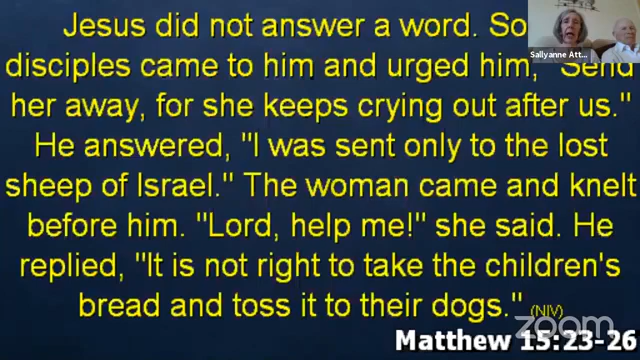 Jesus did not answer a word. So
disciples came to him and urged him, "Send
her away, for she keeps crying out after us."
He answered, "I was sent only to the lost
sheep of Israel." The woman came and knelt
before him. "Lord, help me!" she said. He
replied, "It is not right to take the children's
bread and toss it to their dogs." (NIV)
Matthew 15:23-26
Sallyanne Att...
zoom